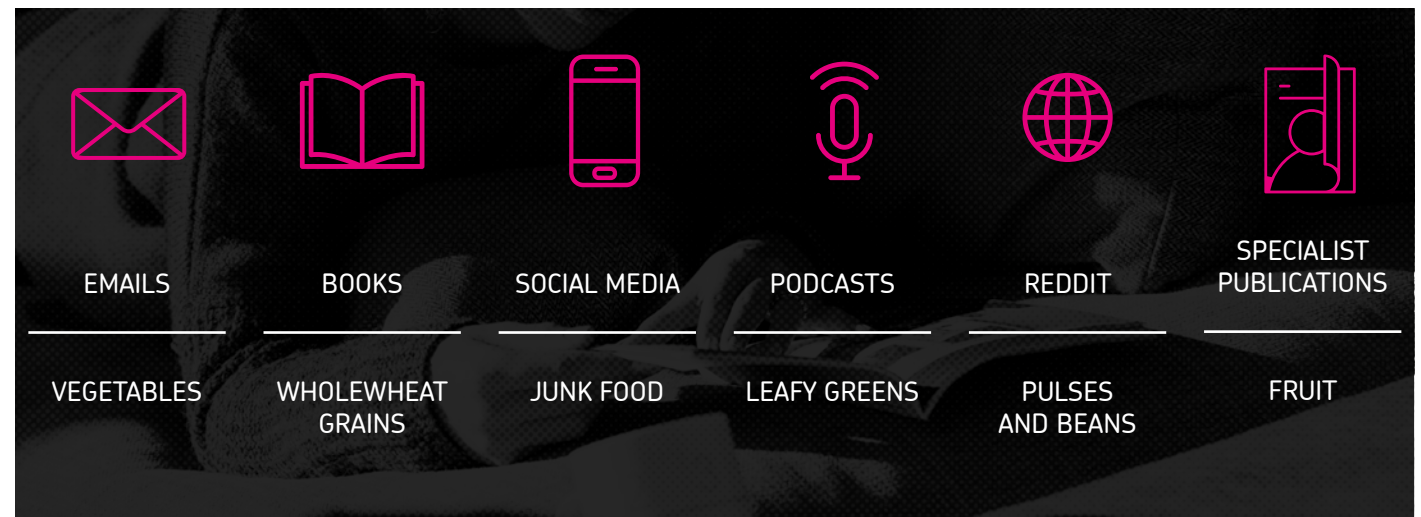 EMAILS
BOOKS
SOCIAL MEDIA
PODCASTS
REDDIT
SPECIALIST
PUBLICATIONS
VEGETABLES
WHOLEWHEAT
GRAINS
JUNK FOOD
LEAFY GREENS
PULSES
AND BEANS
FRUIT